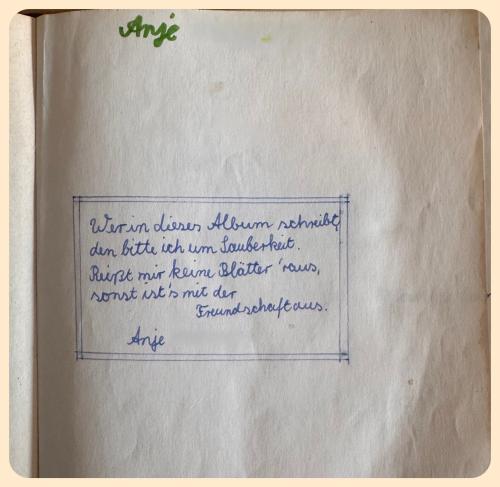 Anje
Wer in dieses Album schreibt,
den bitte ich um Sauberkeit.
Reißt mir keine Blätter 'raus,
sonst ist's mit der
Freundschaft aus.
Anje